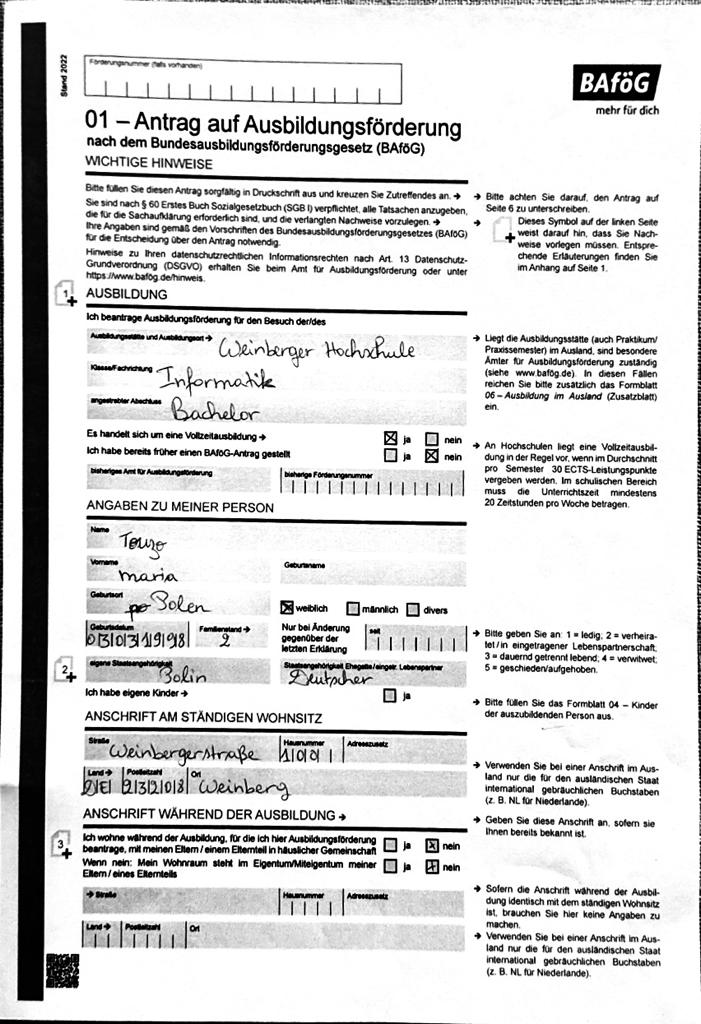 Stand 2022
Förderungsnummer (falls vorhanden)
BAföG
mehr für dich
01 – Antrag auf Ausbildungsförderung
nach dem Bundesausbildungsförderungsgesetz (BAföG)
WICHTIGE HINWEISE
Bitte füllen Sie diesen Antrag sorgfältig in Druckschrift aus und kreuzen Sie Zutreffendes an. →
Sie sind nach § 60 Erstes Buch Sozialgesetzbuch (SGB I) verpflichtet, alle Tatsachen anzugeben,
die für die Sachaufklärung erforderlich sind, und die verlangten Nachweise vorzulegen. →
Ihre Angaben sind gemäß den Vorschriften des Bundesausbildungsförderungsgesetzes (BAföG)
für die Entscheidung über den Antrag notwendig.
Hinweise zu Ihren datenschutzrechtlichen Informationsrechten nach Art. 13 Datenschutz-
Grundverordnung (DSGVO) erhalten Sie beim Amt für Ausbildungsförderung oder unter
https://www.bafög.de/hinweis.
→ Bitte achten Sie darauf, den Antrag auf
Seite 6 zu unterschreiben.
→ Dieses Symbol auf der linken Seite
weist darauf hin, dass Sie Nach-
weise vorlegen müssen. Entspre-
chende Erläuterungen finden Sie
im Anhang auf Seite 1.
1 AUSBILDUNG
Ich beantrage Ausbildungsförderung für den Besuch der/des
Ausbildungsstätte und Ausbildungsort → Weinberger Hochschule
Klasse/Fachrichtung Informatik
angestrebter Abschluss Bachelor
→ Liegt die Ausbildungsstätte (auch Praktikum/
Praxissemester) im Ausland, sind besondere
Ämter für Ausbildungsförderung zuständig
(siehe www.bafög.de). In diesen Fällen
reichen Sie bitte zusätzlich das Formblatt
06 – Ausbildung im Ausland (Zusatzblatt)
ein.
Es handelt sich um eine Vollzeitausbildung → ja nein
Ich habe bereits früher einen BAföG-Antrag gestellt ja nein
bisheriges Amt für Ausbildungsförderung bisherige Förderungsnummer
→ An Hochschulen liegt eine Vollzeitausbil-
dung in der Regel vor, wenn im Durchschnitt
pro Semester 30 ECTS-Leistungspunkte
vergeben werden. Im schulischen Bereich
muss die Unterrichtszeit mindestens
20 Zeitstunden pro Woche betragen.
ANGABEN ZU MEINER PERSON
Name Touzo
Vorname maria Geburtsname
Geburtsort Polen weiblich männlich divers
Geburtsdatum 03031998 Familienstand → 2 Nur bei Änderung
gegenüber der
letzten Erklärung seit
→ Bitte geben Sie an: 1 = ledig; 2 = verheira-
tet/in eingetragener Lebenspartnerschaft;
3 = dauernd getrennt lebend; 4 = verwitwet;
5 = geschieden/aufgehoben.
2 eigene Staatsangehörigkeit Polin Staatsangehörigkeit Ehegatte/eingetr. Lebenspartner Deutscher
Ich habe eigene Kinder → ja
→ Bitte füllen Sie das Formblatt 04 – Kinder
der auszubildenden Person aus.
ANSCHRIFT AM STÄNDIGEN WOHNSITZ
Straße Weinbergerstraße Hausnummer 100 Adresszusatz
Land → DE Postleitzahl 23208 Ort Weinberg
→ Verwenden Sie bei einer Anschrift im Aus-
land nur die für den ausländischen Staat
international gebräuchlichen Buchstaben
(z. B. NL für Niederlande).
ANSCHRIFT WÄHREND DER AUSBILDUNG →
→ Geben Sie diese Anschrift an, sofern sie
Ihnen bereits bekannt ist.
3 Ich wohne während der Ausbildung, für die ich hier Ausbildungsförderung
beantrage, mit meinen Eltern / einem Elternteil in häuslicher Gemeinschaft ja nein
Wenn nein: Mein Wohnraum steht im Eigentum/Miteigentum meiner
Eltern / eines Elternteils ja nein
→ Straße Hausnummer Adresszusatz
Land → Postleitzahl Ort
→ Sofern die Anschrift während der Ausbil-
dung identisch mit dem ständigen Wohnsitz
ist, brauchen Sie hier keine Angaben zu
machen.
→ Verwenden Sie bei einer Anschrift im Aus-
land nur die für den ausländischen Staat
international gebräuchlichen Buchstaben
(z. B. NL für Niederlande).